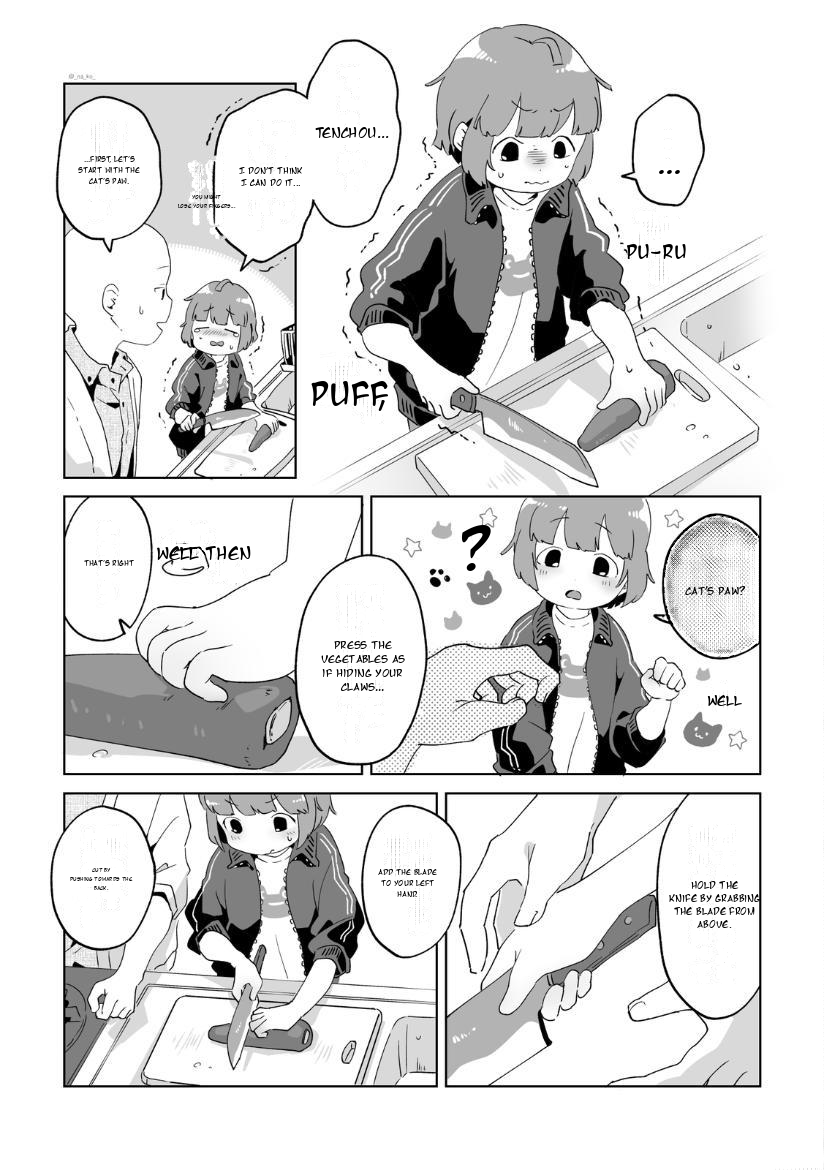 ...
PU-RU
PUFF,
TENCHOU...
I DON'T THINK
I CAN DO IT...
YOU MIGHT
LOSE YOUR FINGERS...
@_na_ko_
...FIRST, LET'S
START WITH THE
CAT'S PAW.
CAT'S PAW?
?
WELL
PRESS THE
VEGETABLES AS
IF HIDING YOUR
CLAWS...
WELL THEN
THAT'S RIGHT
HOLD THE
KNIFE BY GRABBING
THE BLADE FROM
ABOVE.
ADD THE BLADE
TO YOUR LEFT
HAND.
CUT BY
PUSHING TOWARDS THE
BACK.